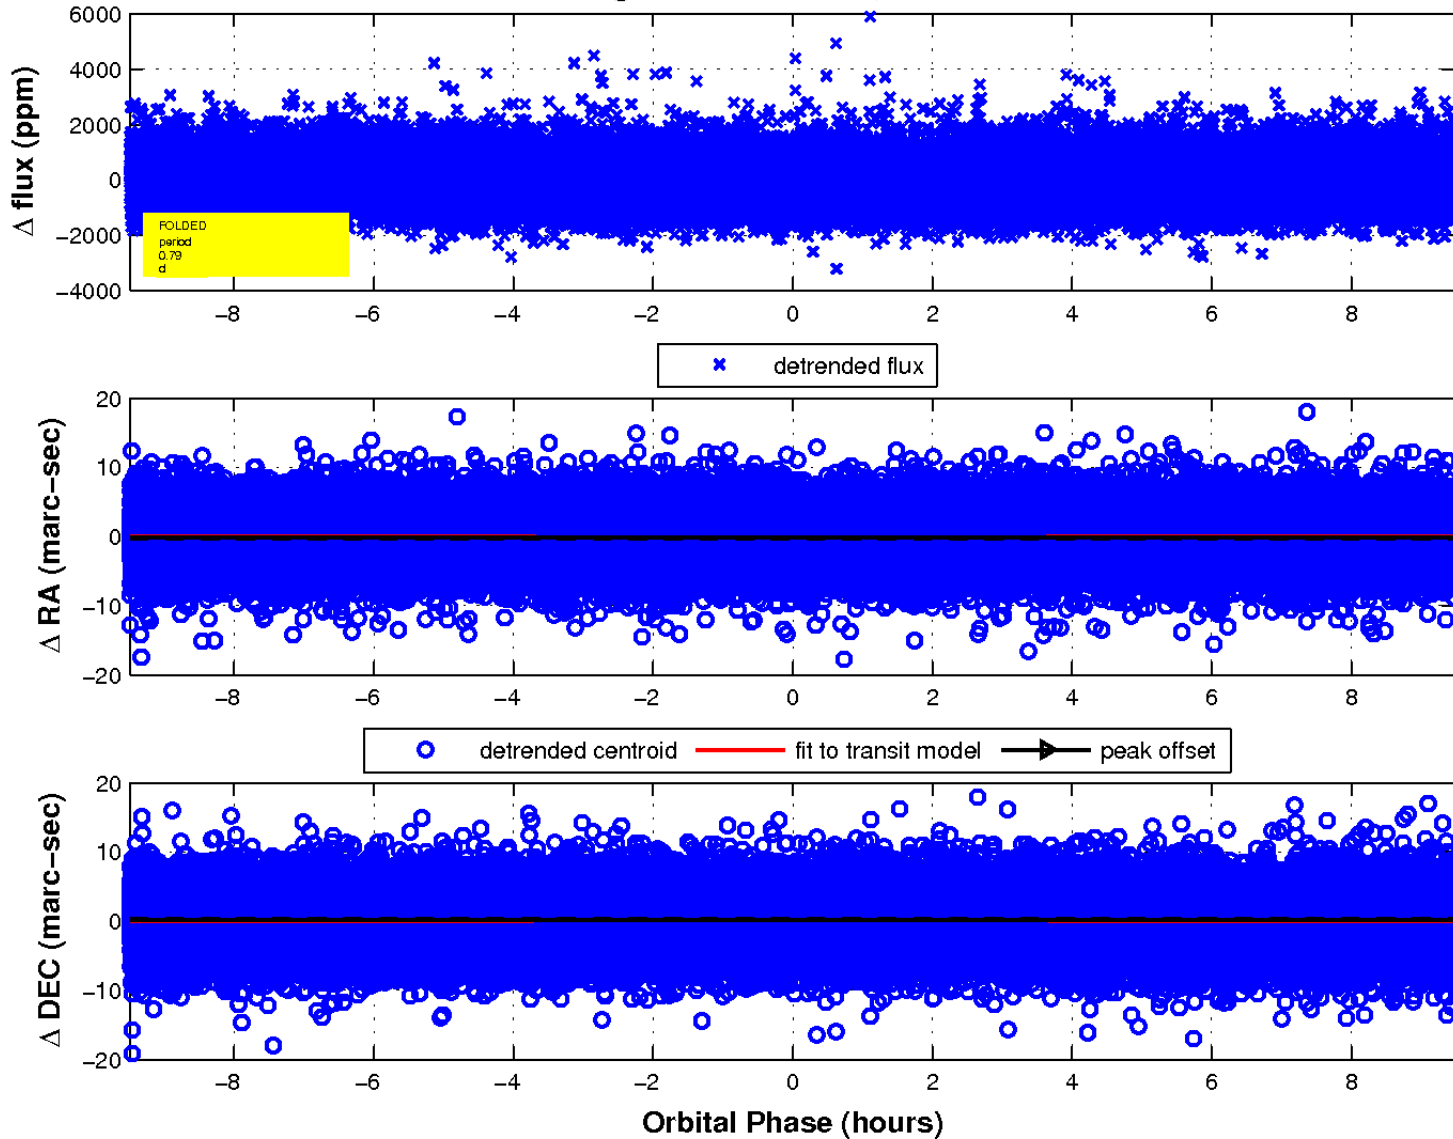 6000
4000
2000
0
−2000
−4000
Δ flux (ppm)
FOLDED
period
0.79
d
−8 −6 −4 −2 0 2 4 6 8
detrended flux
20
10
0
−10
−20
Δ RA (marc−sec)
−8 −6 −4 −2 0 2 4 6 8
detrended centroid fit to transit model peak offset
20
10
0
−10
−20
Δ DEC (marc−sec)
−8 −6 −4 −2 0 2 4 6 8
Orbital Phase (hours)